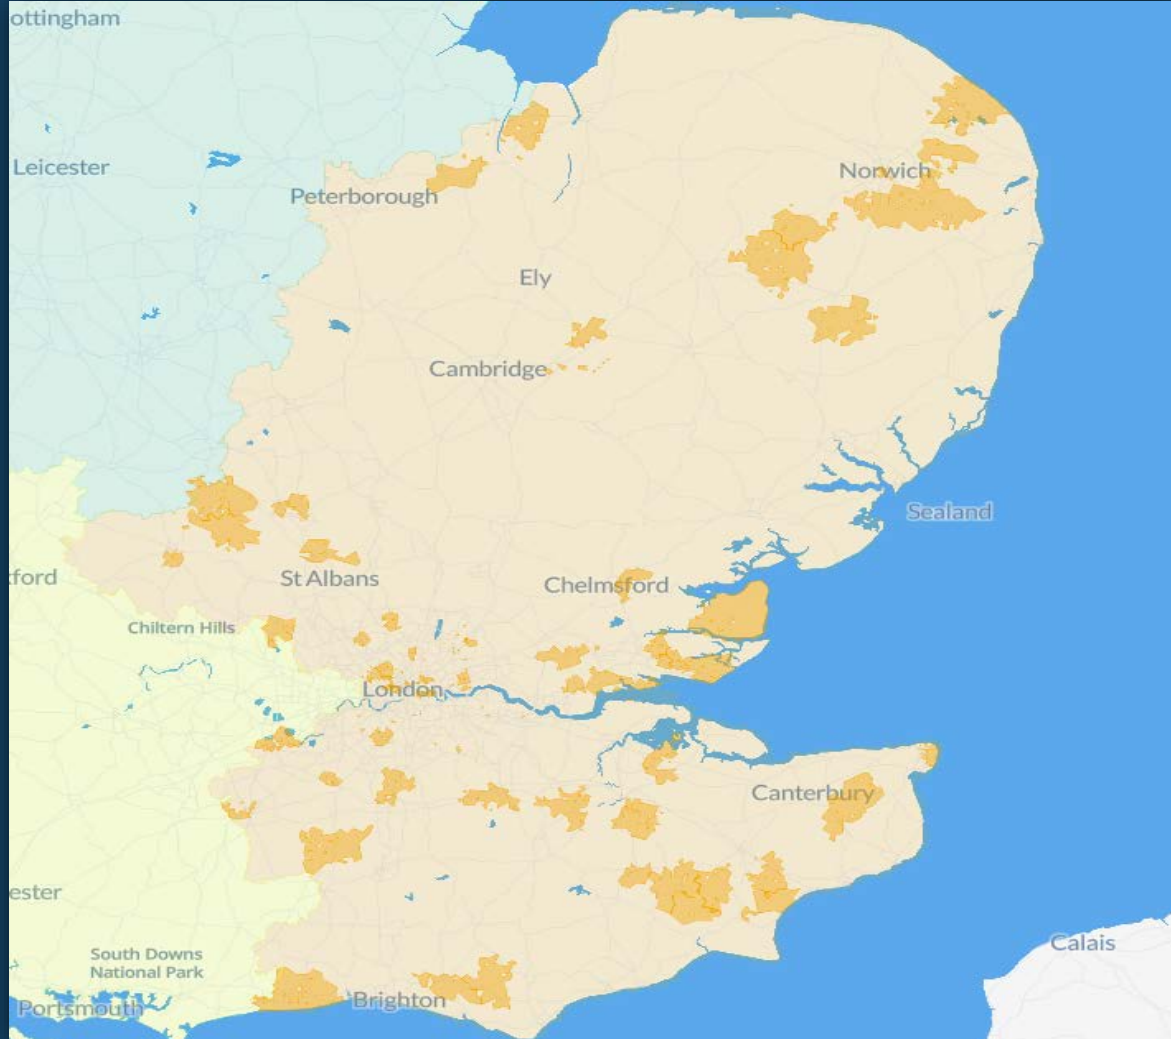 ottingham
Leicester
Peterborough
Norwich
Ely
Cambridge
Sealand
xford
St Albans
Chelmsford
Chiltern Hills
London
Canterbury
ester
South Downs
National Park
Calais
Portsmouth
Brighton